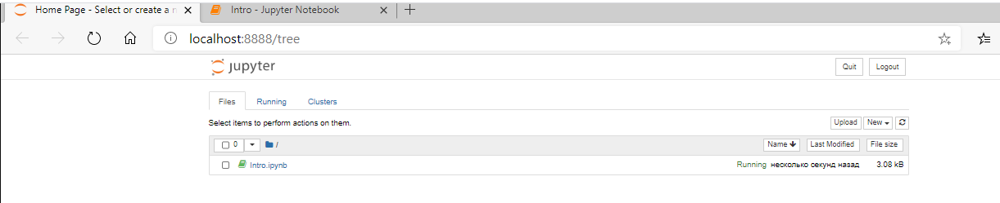 Home Page - Select or create a n
Intro - Jupyter Notebook
localhost:8888/tree
jupyter
Quit
Logout
Files
Running
Clusters
Select items to perform actions on them.
Upload
New
0
/
Name
Last Modified
File size
Intro.ipynb
Running
несколько секунд назад
3.08 kB